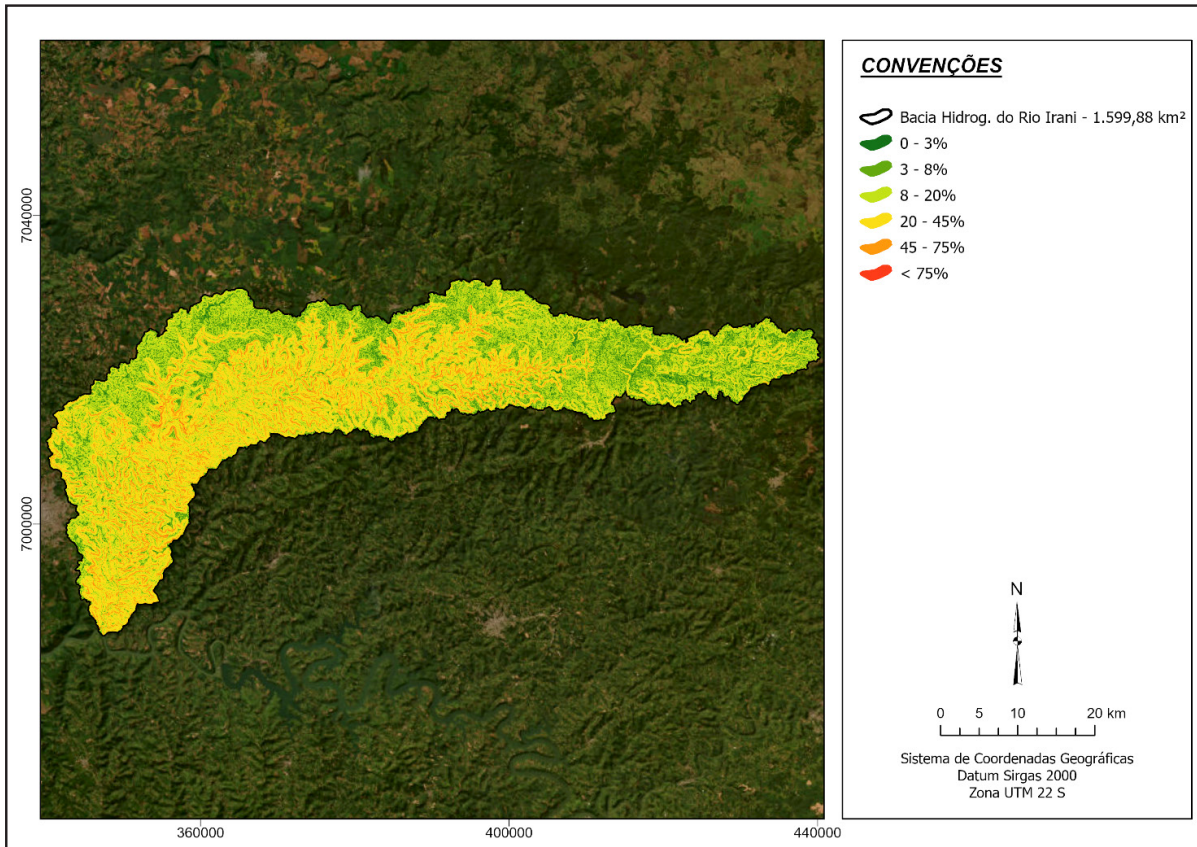 CONVENÇÕES
Bacia Hidrog. do Rio Irani - 1.599,88 km²
0 - 3%
3 - 8%
8 - 20%
20 - 45%
45 - 75%
< 75%
7040000
7000000
360000
400000
440000
N
0 5 10 20 km
Sistema de Coordenadas Geográficas
Datum Sirgas 2000
Zona UTM 22 S